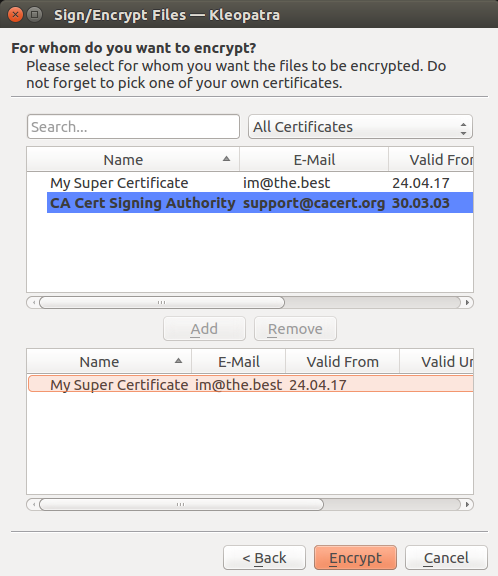 Sign/Encrypt Files — Kleopatra
For whom do you want to encrypt?
Please select for whom you want the files to be encrypted. Do
not forget to pick one of your own certificates.
Search... All Certificates
Name E-Mail Valid From
My Super Certificate im@the.best 24.04.17
CA Cert Signing Authority support@cacert.org 30.03.03
Add Remove
Name E-Mail Valid From Valid Un
My Super Certificate im@the.best 24.04.17
< Back Encrypt Cancel